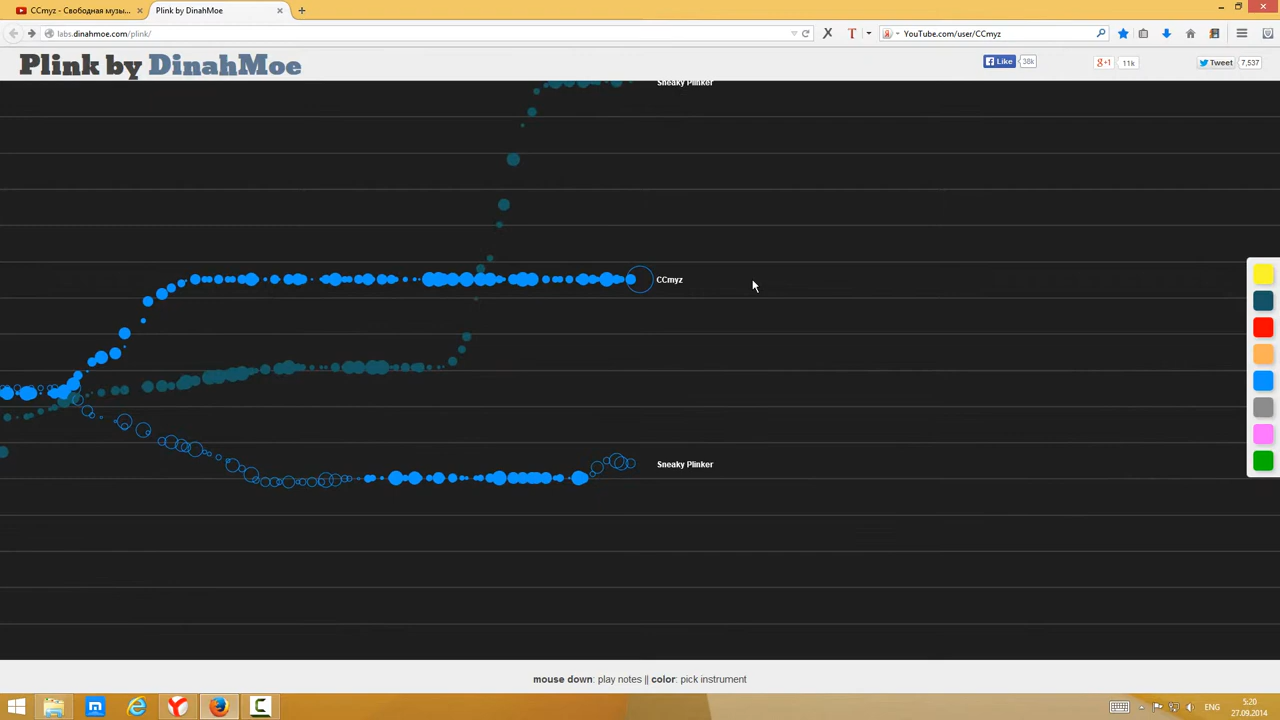 CCmyz - Свободная музы...
Plink by DinahMoe
labs.dinahmoe.com/plink/
YouTube.com/user/CCmyz
Plink by DinahMoe
Like 38k
+1 11k
Tweet 7,537
Sneaky Plinker
CCmyz
Sneaky Plinker
mouse down: play notes || color: pick instrument
ENG
5:20
27.09.2014